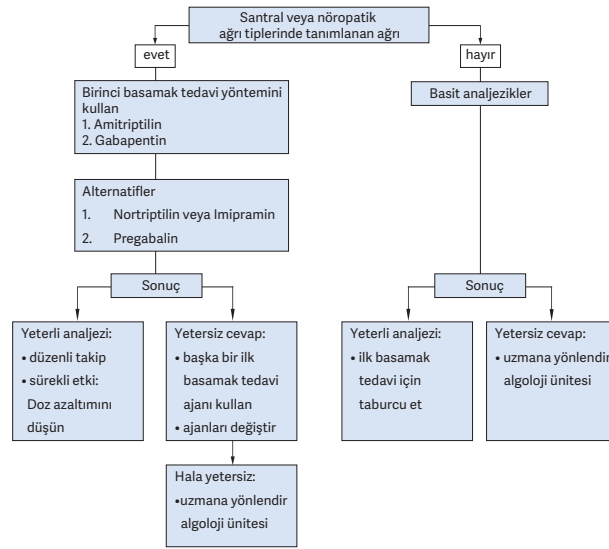 Santral veya nöropatik
ağrı tiplerinde tanımlanan ağrı
evet
hayır
Birinci basamak tedavi yöntemini
kullan
1. Amitriptilin
2. Gabapentin
Basit analjezikler
Alternatifler
1. Nortriptilin veya Imipramin
2. Pregabalin
Sonuç
Sonuç
Yeterli analjezi:
• düzenli takip
• sürekli etki:
Doz azaltımını
düşün
Yetersiz cevap:
• başka bir ilk
basamak tedavi
ajanı kullan
• ajanları değiştir
Yeterli analjezi:
• ilk basamak
tedavi için
taburcu et
Yetersiz cevap:
• uzmana yönlendir
algoloji ünitesi
Hala yetersiz:
•uzmana yönlendir
algoloji ünitesi